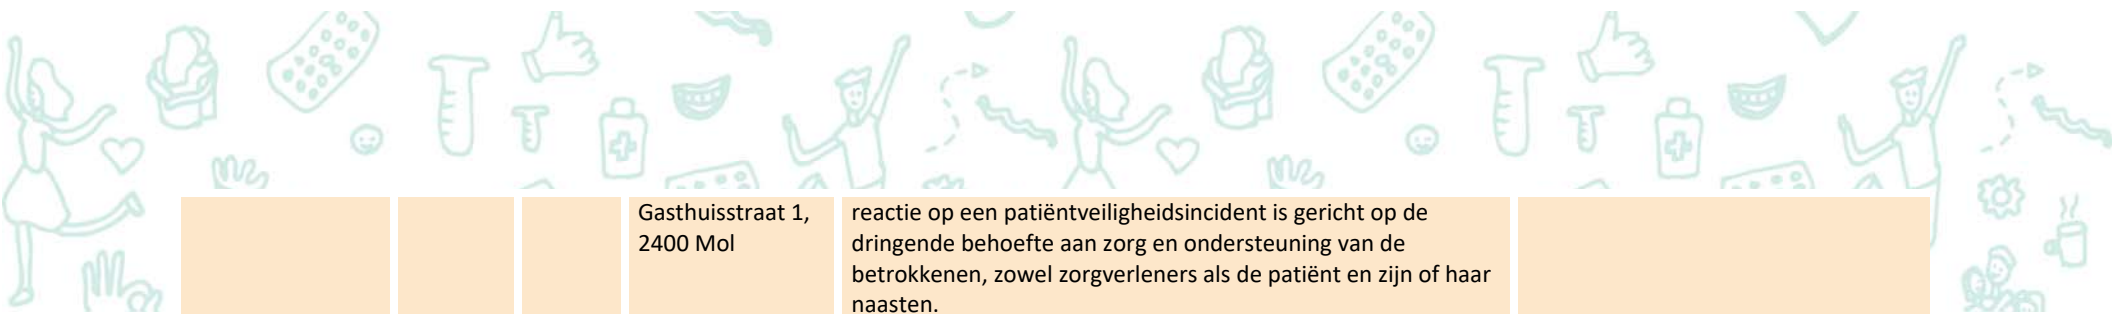 Gasthuisstraat 1,
2400 Mol
reactie op een patiëntveiligheidsincident is gericht op de
dringende behoefte aan zorg en ondersteuning van de
betrokkenen, zowel zorgverleners als de patiënt en zijn of haar
naasten.